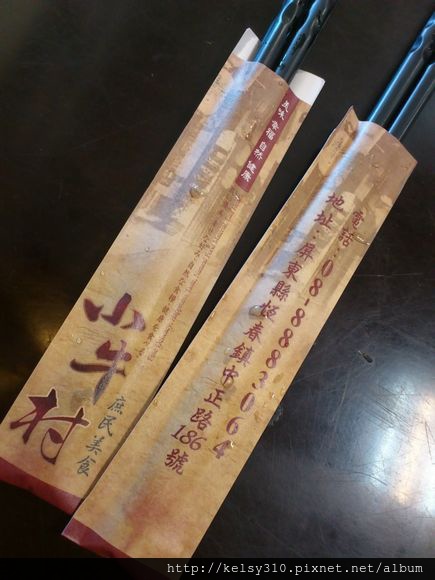 美味 幸福 自然 健康
小牛村
庶民美食
電話:08-8883064
地址:屏東縣恆春鎮中正路186號
http://kelsy310.pixnet.net/album